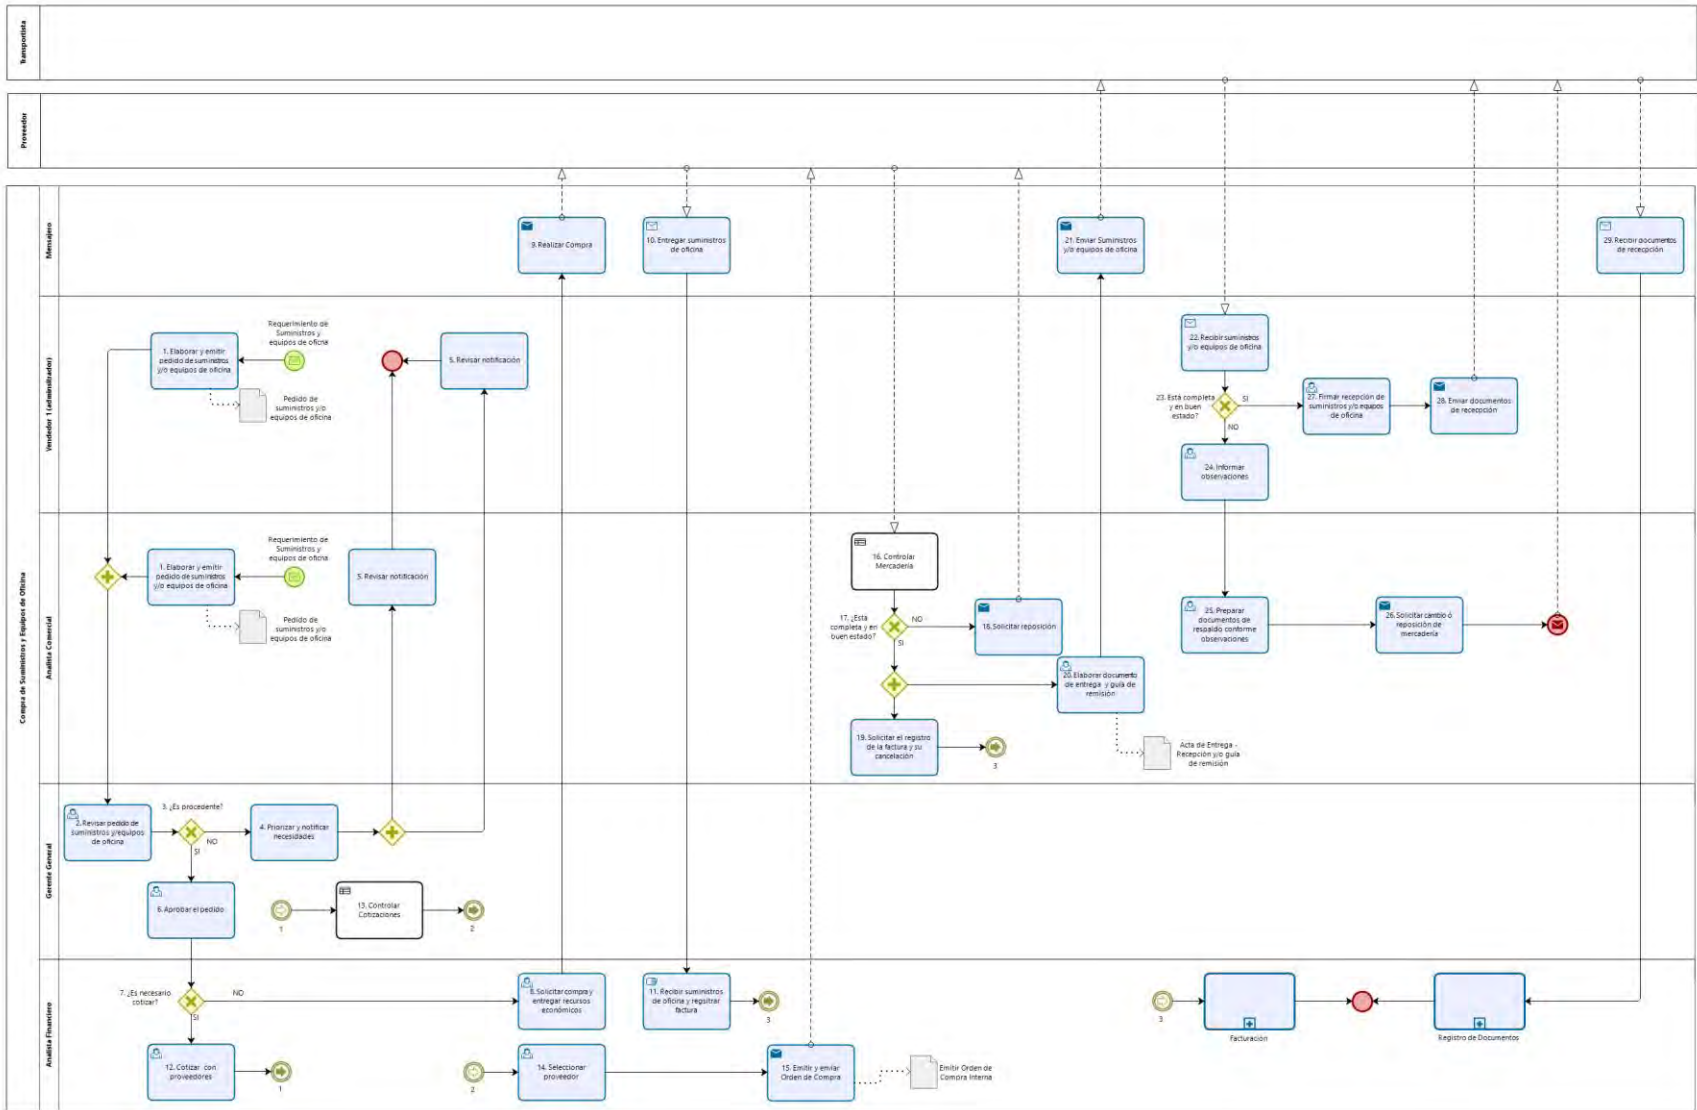 Transportista
Proveedor
Compra de Suministros y Equipos de Oficina
Mensajero
9. Realizar Compra
10. Entregar suministros
de oficina
21. Enviar Suministros
y/o equipos de oficina
29. Recibir documentos
de recepción
Vendedor 1 (administrador)
1. Elaborar y emitir
pedido de suministros
y/o equipos de oficina
Requerimiento de
Suministros y
equipos de oficina
Pedido de
suministros y/o
equipos de oficina
5. Revisar notificación
22. Recibir suministros
y/o equipos de oficina
23. Está completa
y en buen
estado?
SI
NO
27. Firmar recepción de
suministros y/o equipos
de oficina
28. Enviar documentos
de recepción
24. Informar
observaciones
Analista Comercial
1. Elaborar y emitir
pedido de suministros
y/o equipos de oficina
Requerimiento de
Suministros y
equipos de oficina
Pedido de
suministros y/o
equipos de oficina
5. Revisar notificación
16. Controlar
Mercadería
17. ¿Está
completa y en
buen estado?
NO
SI
18. Solicitar reposición
20. Elaborar documento
de entrega y guía de
remisión
19. Solicitar el registro
de la factura y su
cancelación
3
Acta de Entrega -
Recepción y/o guía
de remisión
25. Preparar
documentos de
respaldo conforme
observaciones
26. Solicitar cambio ó
reposición de
mercadería
Gerente General
2. Revisar pedido de
suministros y/equipos
de oficina
3. ¿Es procedente?
NO
SI
4. Priorizar y notificar
necesidades
6. Aprobar el pedido
1
13. Controlar
Cotizaciones
2
Analista Financiero
7. ¿Es necesario
cotizar?
NO
SI
8. Solicitar compra y
entregar recursos
económicos
11. Recibir suministros
de oficina y regsitrar
factura
3
12. Cotizar con
proveedores
1
2
14. Seleccionar
proveedor
15. Emitir y enviar
Orden de Compra
Emitir Orden de
Compra Interna
3
Facturación
Registro de Documentos